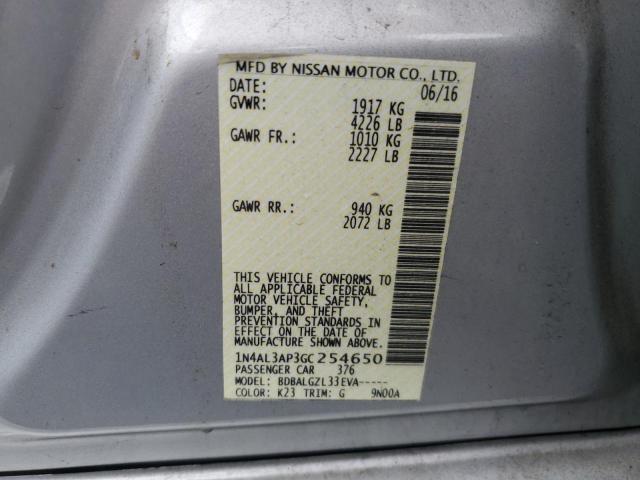 MFD BY NISSAN MOTOR CO., LTD.
DATE: 06/16
GVWR: 1917 KG
4226 LB
GAWR FR.: 1010 KG
2227 LB
GAWR RR.: 940 KG
2072 LB
THIS VEHICLE CONFORMS TO
ALL APPLICABLE FEDERAL
MOTOR VEHICLE SAFETY,
BUMPER, AND THEFT
PREVENTION STANDARDS IN
EFFECT ON THE DATE OF
MANUFACTURE SHOWN ABOVE.
1N4AL3AP3GC254650
PASSENGER CAR 376
MODEL: BDBALGZL33EVA-----
COLOR: K23 TRIM: G 9N00A